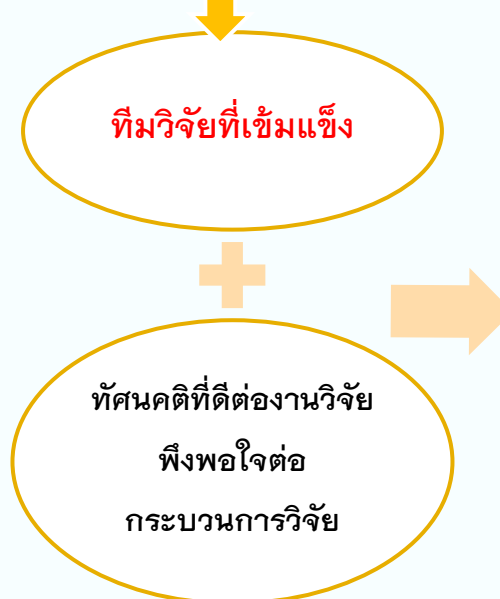 ทีมวิจัยที่เข้มแข็ง
ทัศนคติที่ดีต่องานวิจัย
พึงพอใจต่อ
กระบวนการวิจัย